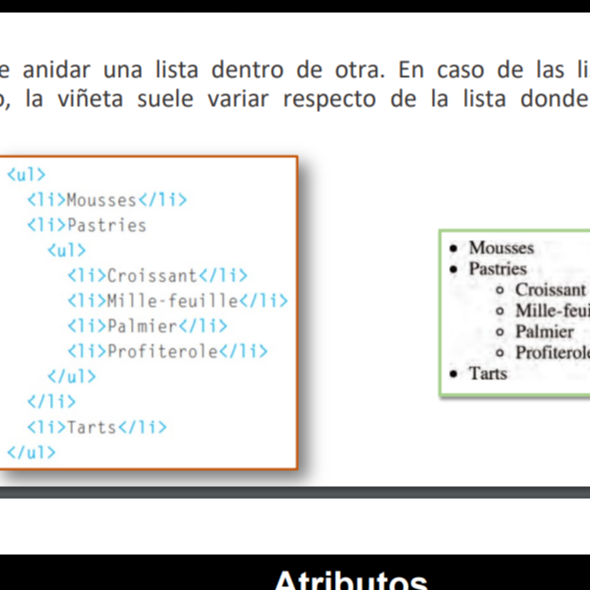 e anidar una lista dentro de otra. En caso de las li
o, la viñeta suele variar respecto de la lista donde
<ul>
<li>Mousses</li>
<li>Pastries
<ul>
<li>Croissant</li>
<li>Mille-feuille</li>
<li>Palmier</li>
<li>Profiterole</li>
</ul>
</li>
<li>Tarts</li>
</ul>
• Mousses
• Pastries
o Croissant
o Mille-feui
o Palmier
o Profiterole
• Tarts
Atributos